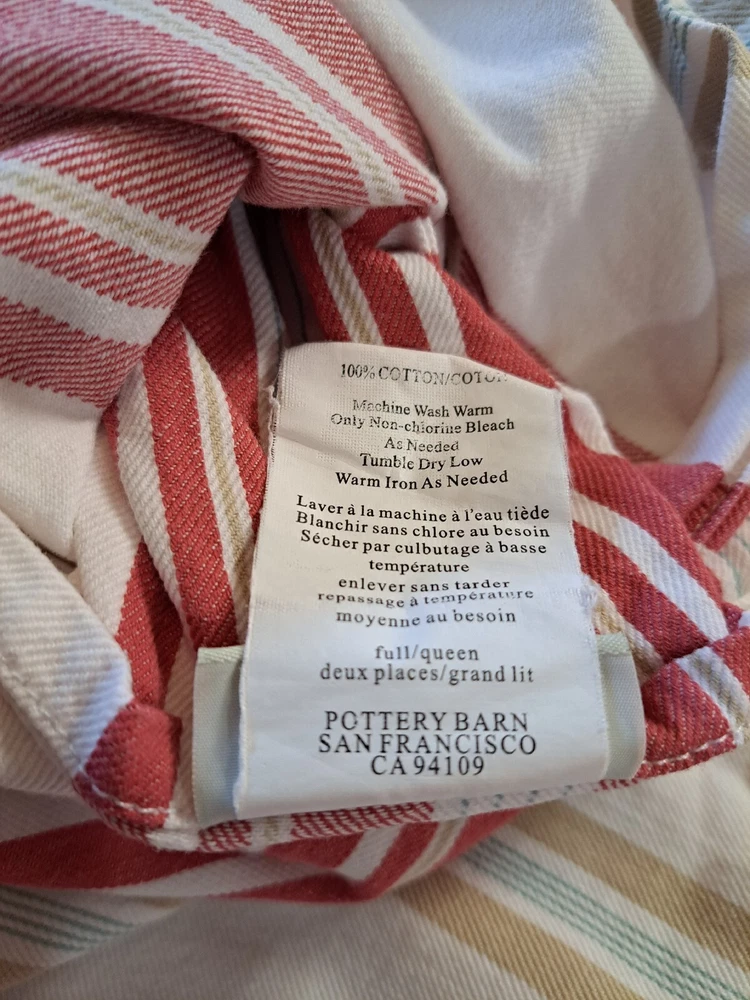 100% COTTON/COTON
Machine Wash Warm
Only Non-chlorine Bleach
As Needed
Tumble Dry Low
Warm Iron As Needed
Laver à la machine à l'eau tiède
Blanchir sans chlore au besoin
Sécher par culbutage à basse
température
enlever sans tarder
repassage à température
moyenne au besoin
full/queen
deux places/grand lit
POTTERY BARN
SAN FRANCISCO
CA 94109